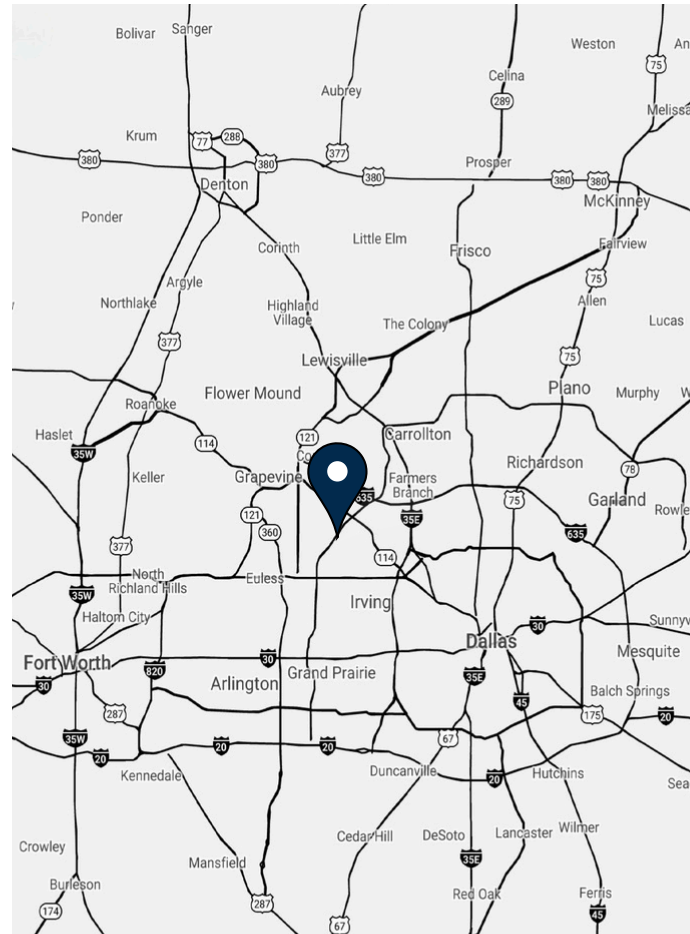 Bolivar
Sanger
Weston
An
75
Celina
Aubrey
289
Melissa
Krum
77
288
377
380
380
Prosper
380
380
380
Denton
McKinney
Ponder
Corinth
Little Elm
Frisco
Fairview
75
Argyle
Northlake
Highland
Village
Allen
The Colony
Lucas
377
75
Lewisville
Flower Mound
Plano
Murphy
W
Roanoke
121
Carrollton
Haslet
114
35W
Co
Richardson
78
Keller
Grapevine
Farmers
Branch
635
75
Garland
Rowle
121
360
35E
635
377
114
North
Richland Hills
Euless
35W
Irving
Haltom City
30
Sunnyv
Dallas
Fort Worth
820
30
Grand Prairie
Mesquite
30
Arlington
35E
45
Balch Springs
287
175
20
35W
67
20
20
20
Kennedale
Duncanville
20
Hutchins
Sea
Crowley
Mansfield
Cedar Hill
DeSoto
Lancaster
Wilmer
35E
Burleson
287
Red Oak
Ferris
174
67
45